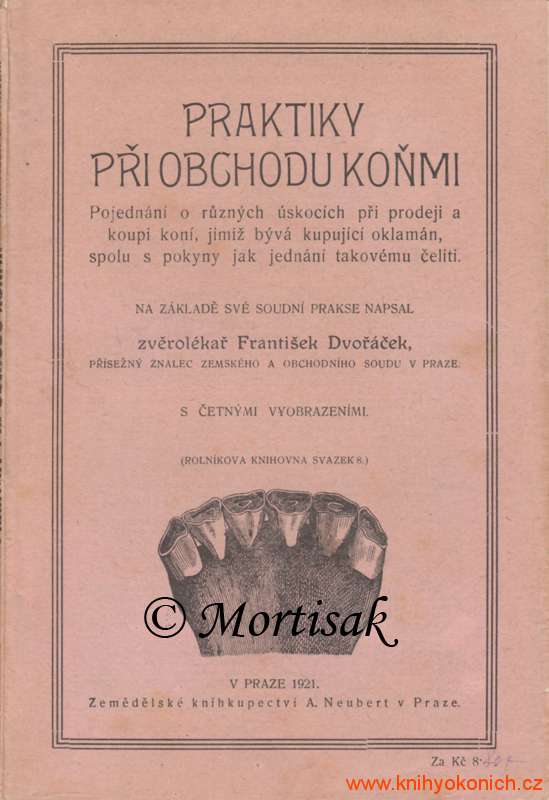 PRAKTIKY
PŘI OBCHODU KOŇMI
Pojednání o různých úskocích při prodeji a
koupi koní, jimiž bývá kupující oklamán,
spolu s pokyny jak jednání takovému čeliti.
NA ZÁKLADĚ SVÉ SOUDNÍ PRAKSE NAPSAL
zvěrolékař František Dvořáček,
PŘÍSEŽNÝ ZNALEC ZEMSKÉHO A OBCHODNÍHO SOUDU V PRAZE.
S ČETNÝMI VYOBRAZENÍMI.
(ROLNÍKOVA KNIHOVNA SVAZEK 8.)
© Mortisak
V PRAZE 1921.
Zemědělské knihkupectví A. Neubert v Praze.
Za Kč 8·
www.knihyokonich.cz